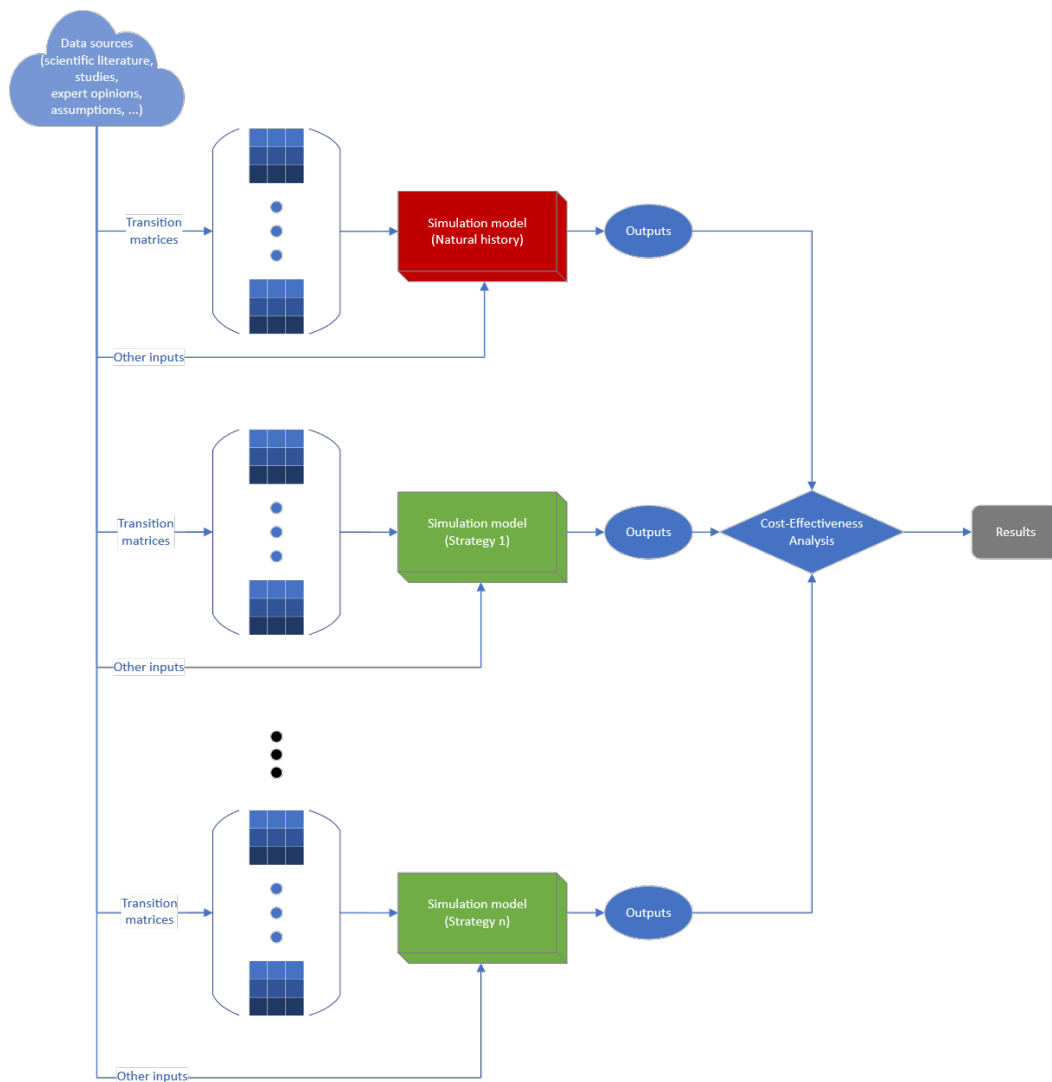 Data sources
(scientific literature,
studies,
expert opinions,
assumptions, ...)
Transition
matrices
Simulation model
(Natural history)
Outputs
Other inputs
Transition
matrices
Simulation model
(Strategy 1)
Outputs
Cost-Effectiveness
Analysis
Results
Other inputs
Transition
matrices
Simulation model
(Strategy n)
Outputs
Other inputs